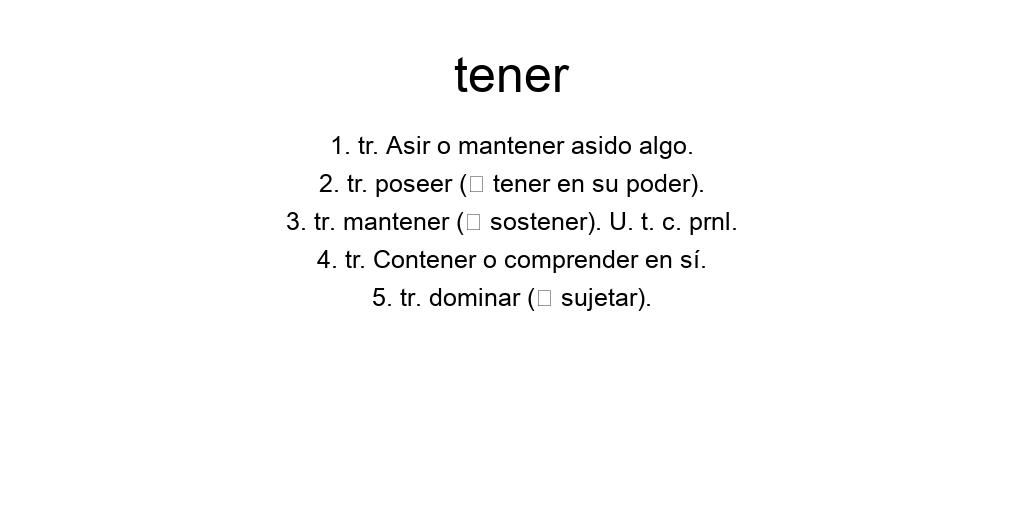 tener
1. tr. Asir o mantener asido algo.
2. tr. poseer (▯ tener en su poder).
3. tr. mantener (▯ sostener). U. t. c. prnl.
4. tr. Contener o comprender en sí.
5. tr. dominar (▯ sujetar).